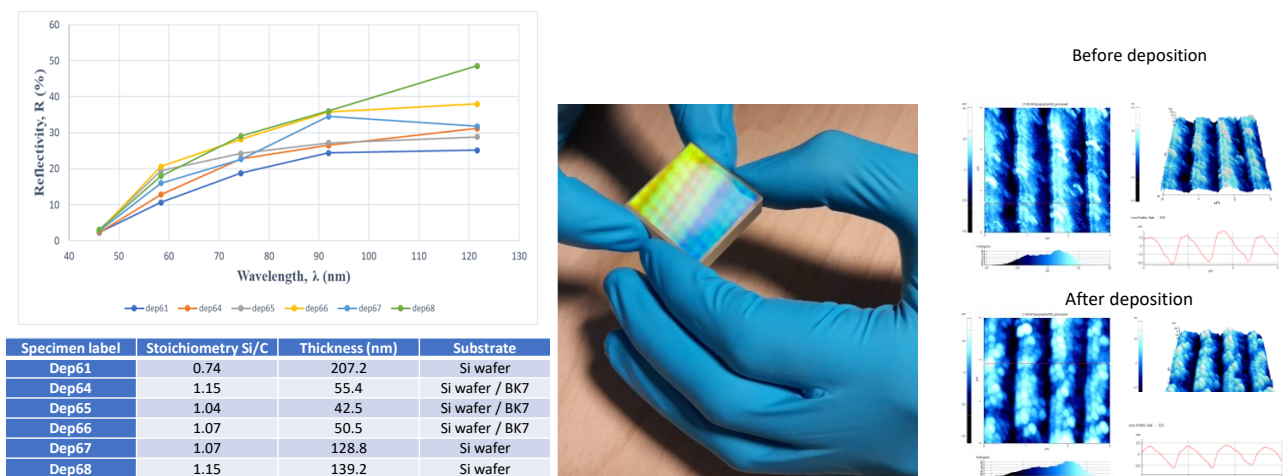 60
50
40
30
20
10
0
Reflectivity, R (%)
40 50 60 70 80 90 100 110 120 130
Wavelength, λ (nm)
dep61 dep64 dep65 dep66 dep67 dep68
Specimen label Stoichiometry Si/C Thickness (nm) Substrate
Dep61 0.74 207.2 Si wafer
Dep64 1.15 55.4 Si wafer / BK7
Dep65 1.04 42.5 Si wafer / BK7
Dep66 1.07 50.5 Si wafer / BK7
Dep67 1.07 128.8 Si wafer
Dep68 1.15 139.2 Si wafer
Before deposition
After deposition